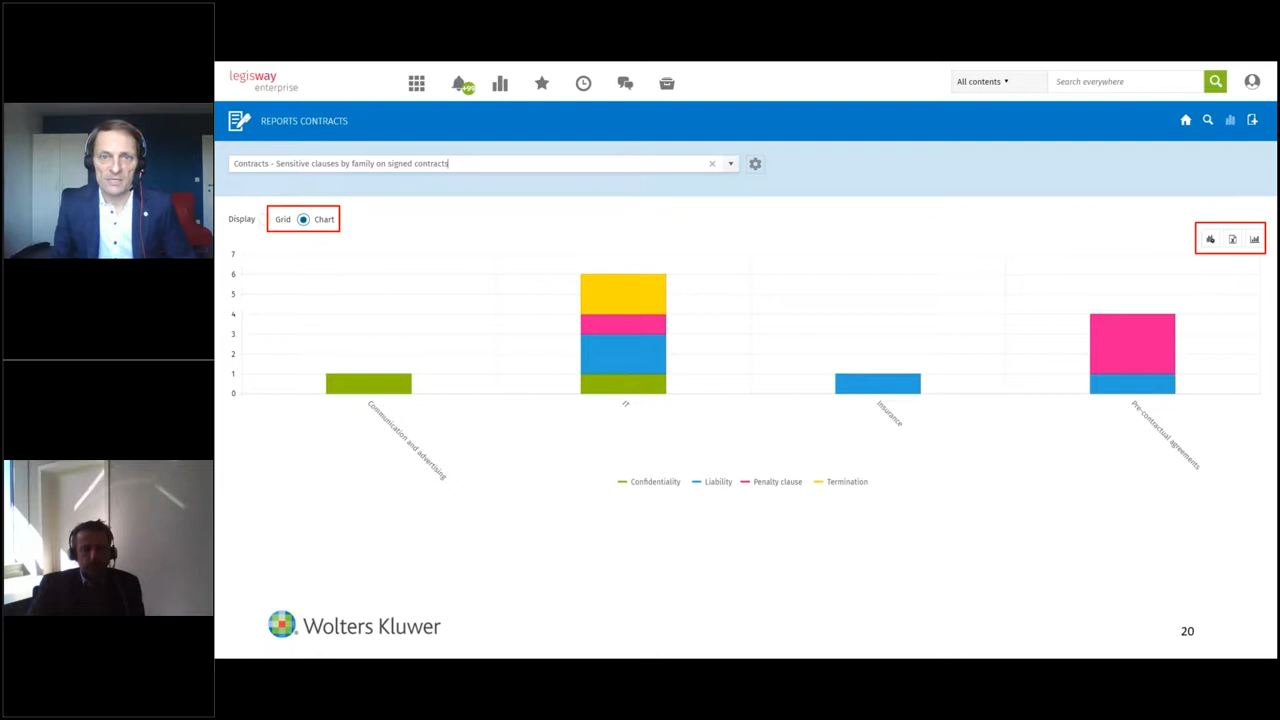 legisway
enterprise
+99
All contents
Search everywhere
REPORTS CONTRACTS
Contracts - Sensitive clauses by family on signed contracts
Display
Grid
Chart
7
6
5
4
3
2
1
0
Communication and advertising
IT
Insurance
Pre-contractual agreements
Confidentiality
Liability
Penalty clause
Termination
Wolters Kluwer
20